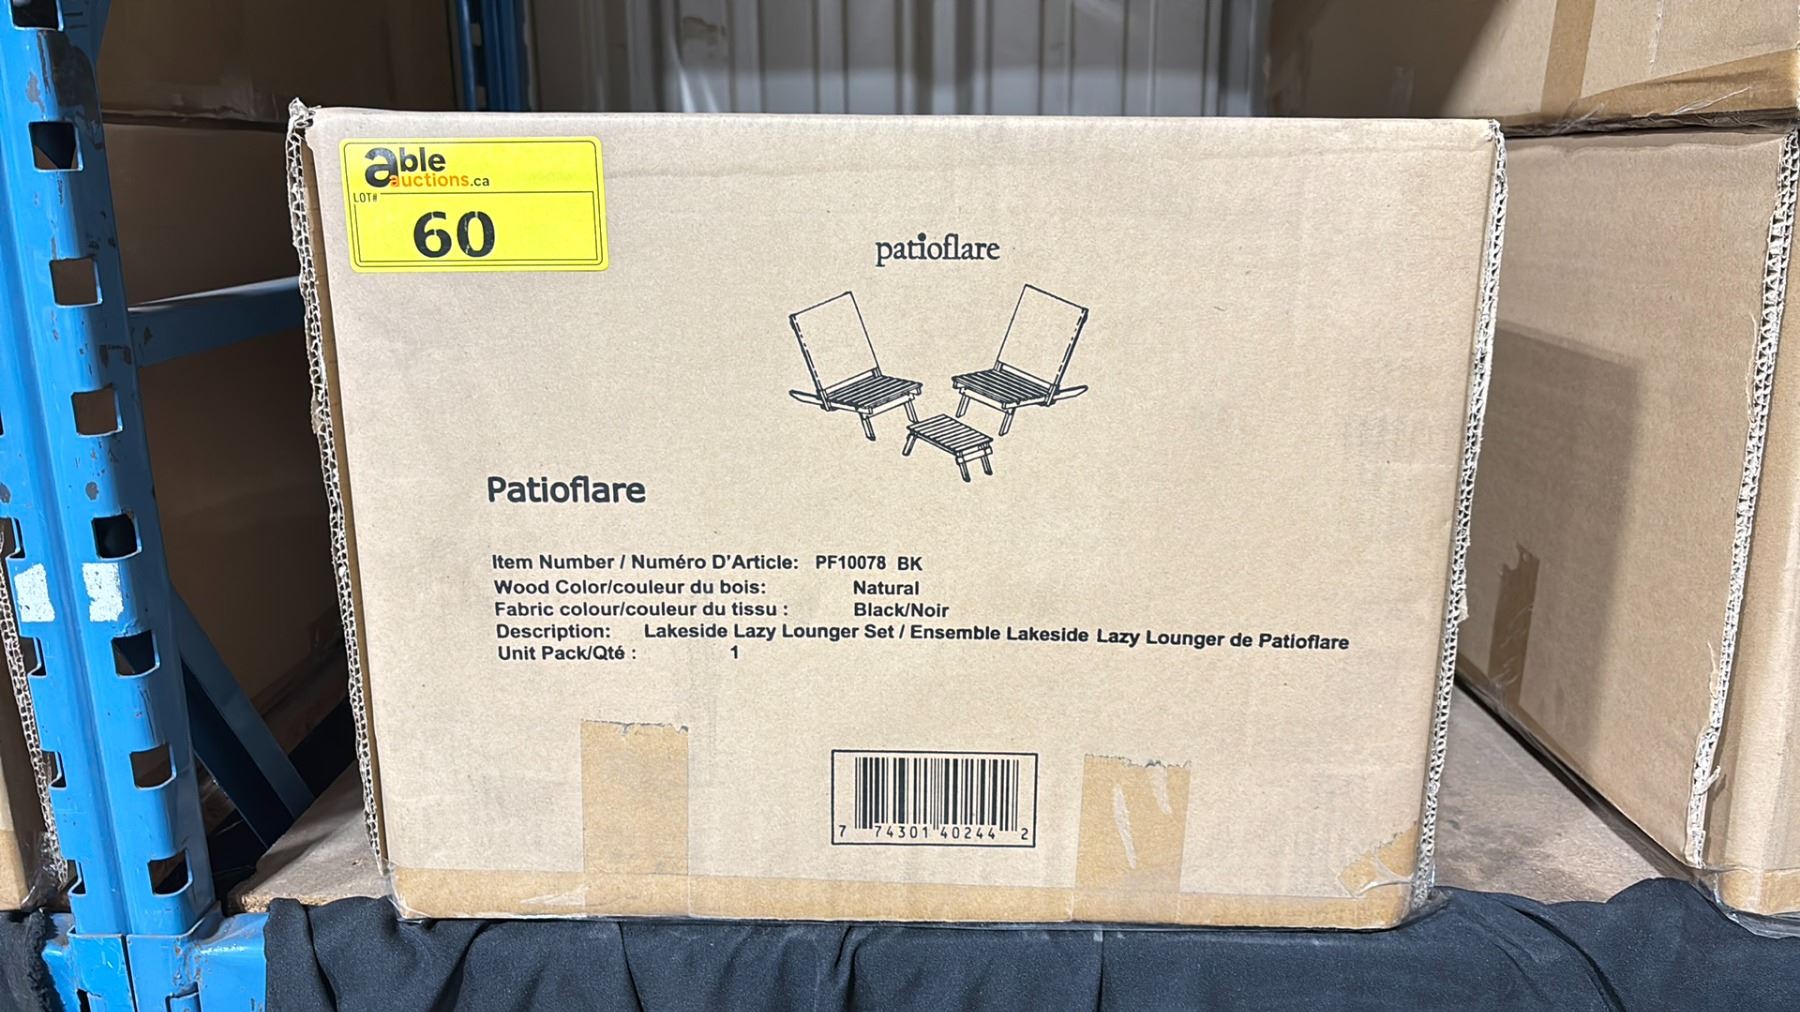 able
auctions.ca
LOT#
60
patioflare
Patioflare
Item Number / Numéro D'Article: PF10078 BK
Wood Color/couleur du bois: Natural
Fabric colour/couleur du tissu : Black/Noir
Description: Lakeside Lazy Lounger Set / Ensemble Lakeside Lazy Lounger de Patioflare
Unit Pack/Qté : 1
7 74301 40244 2